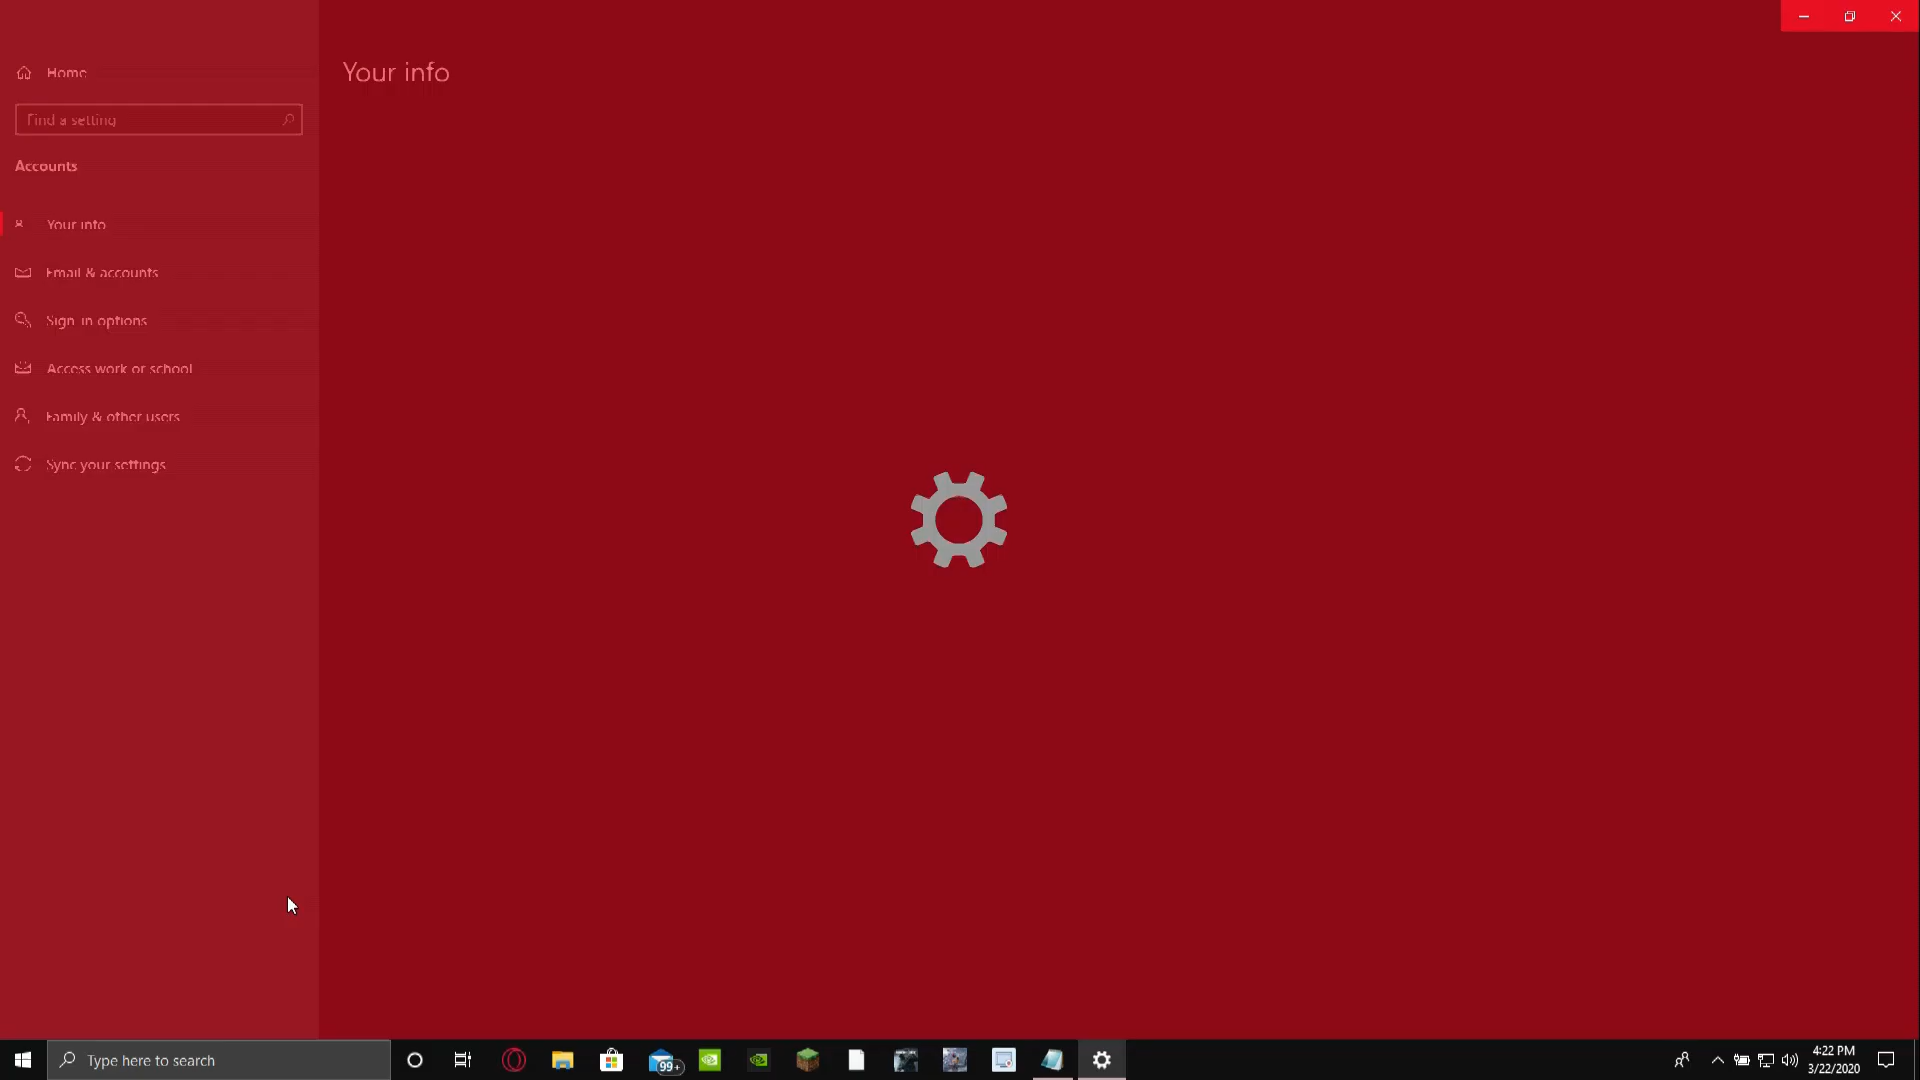 Home
Your info
Find a setting
Accounts
Your info
Email & accounts
Sign-in options
Access work or school
Family & other users
Sync your settings
Type here to search
99+
4:22 PM
3/22/2020